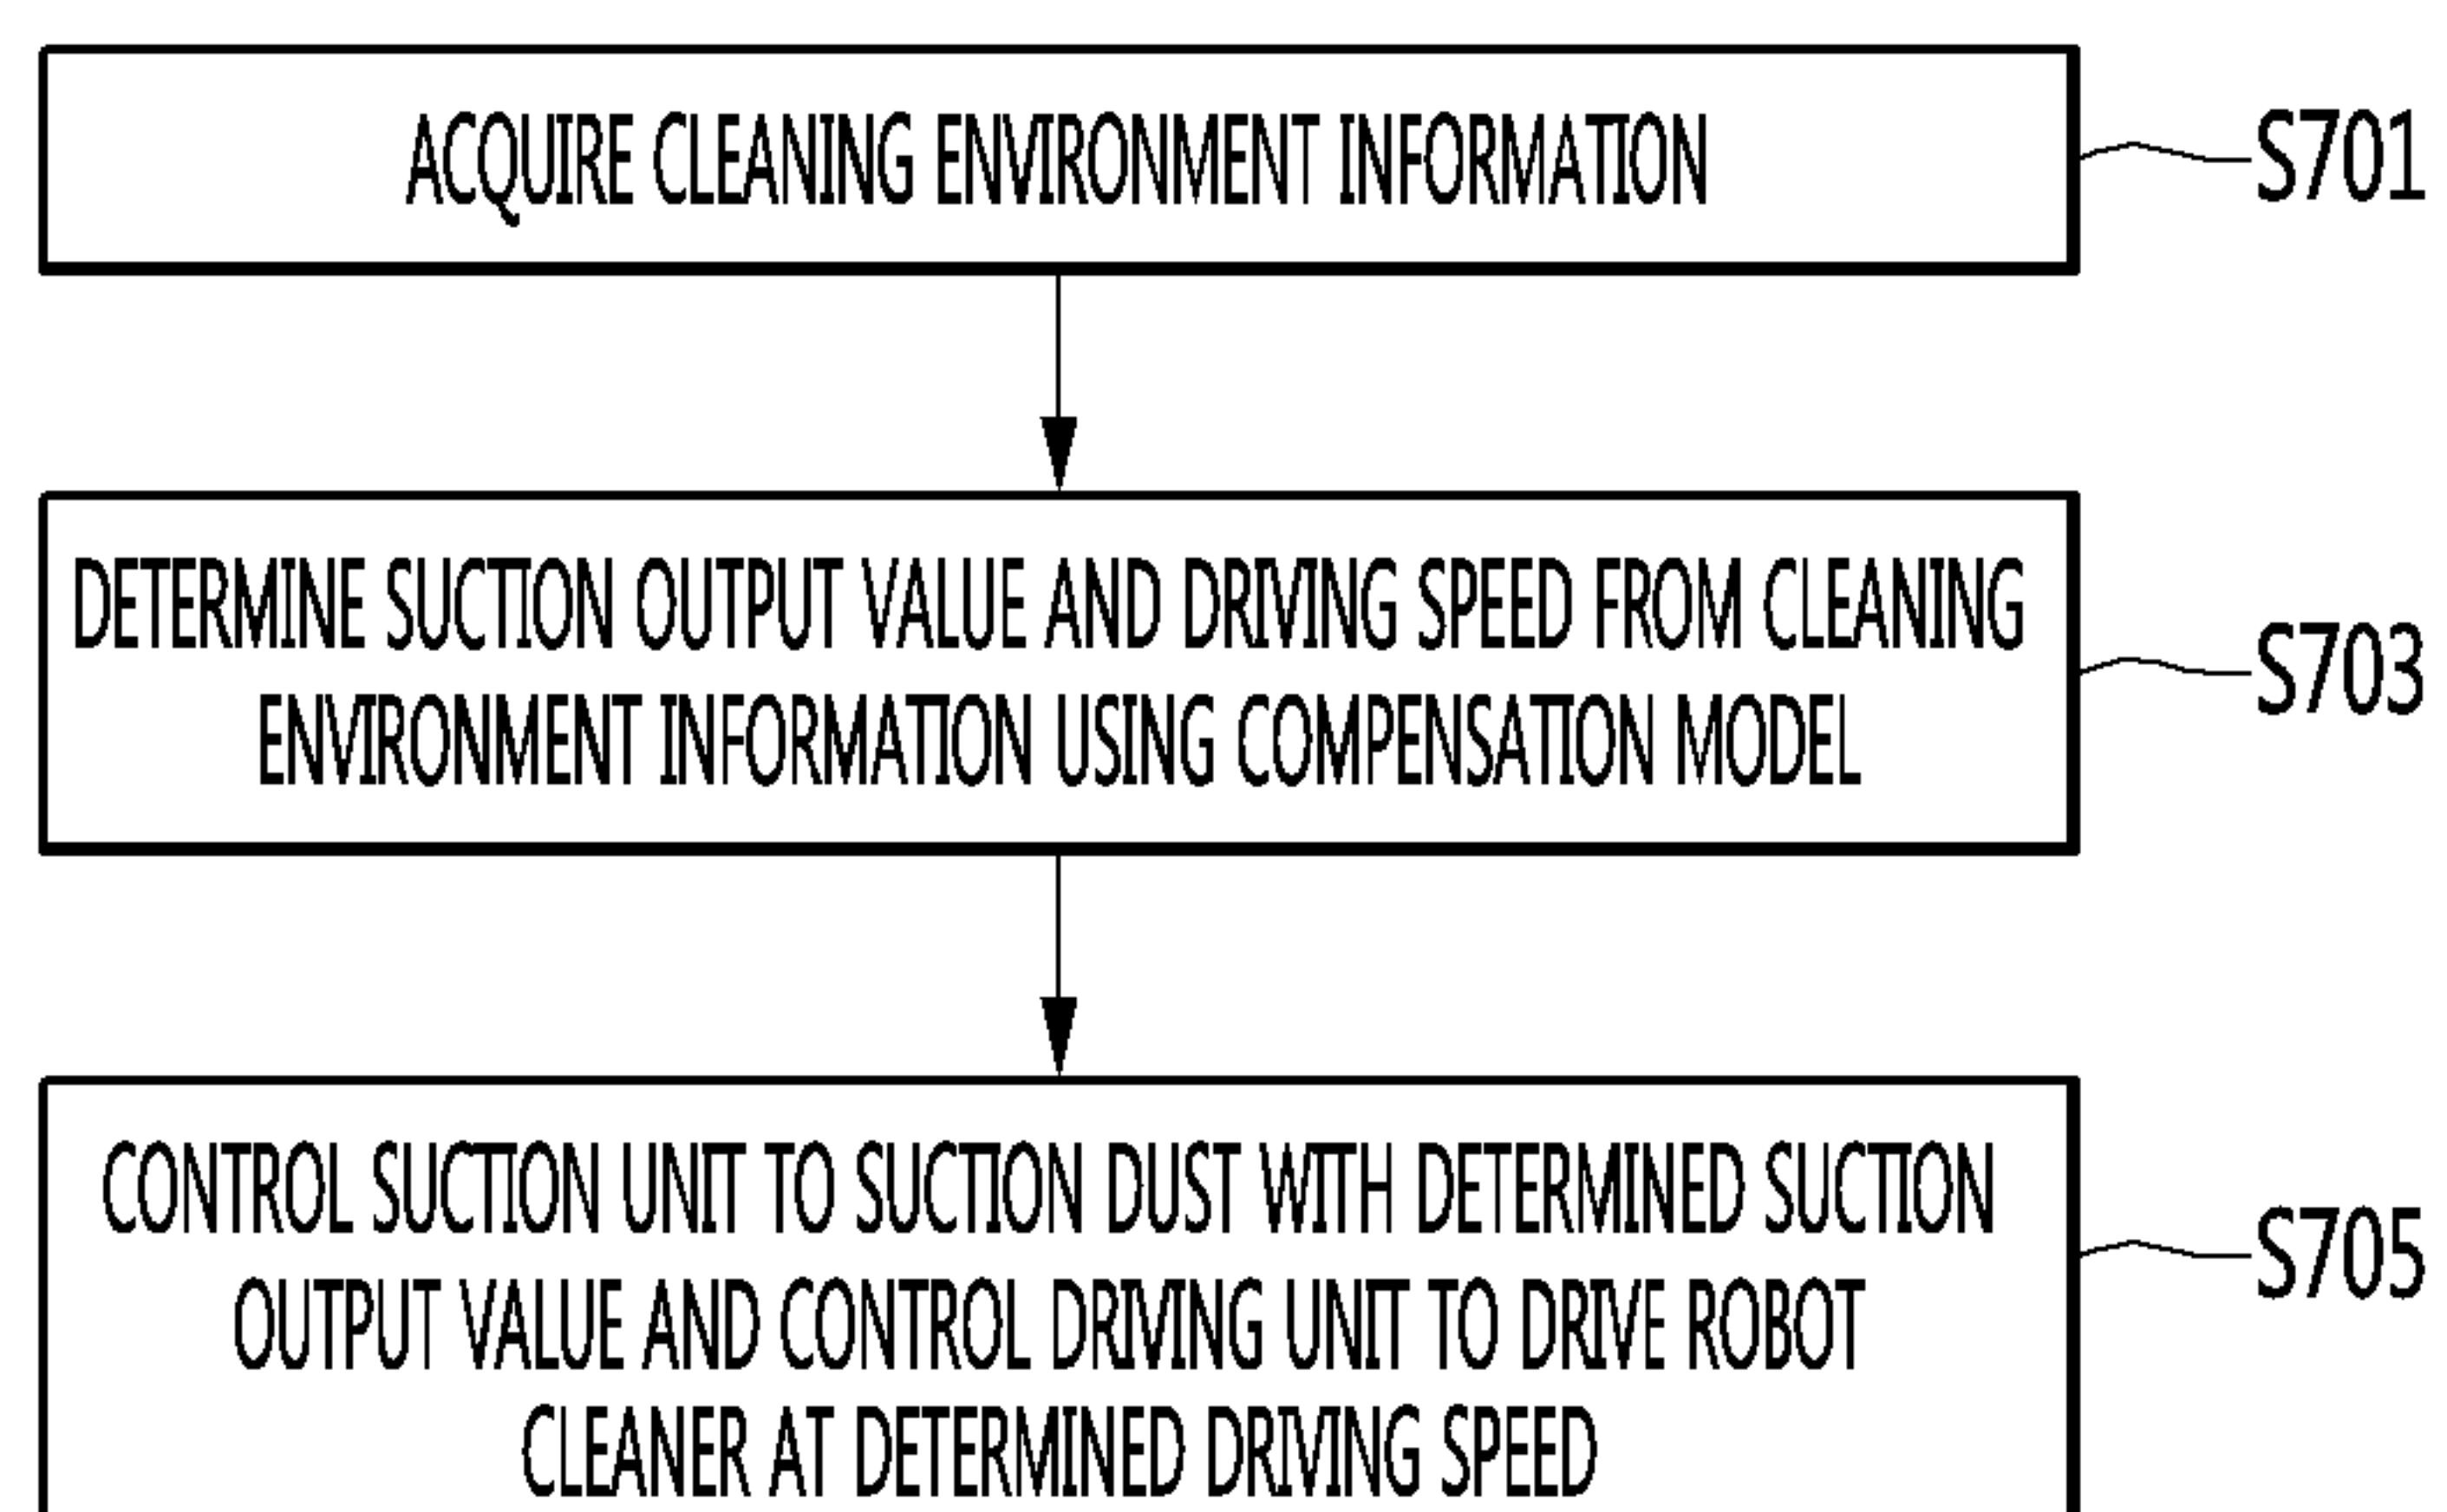 ACQUIRE CLEANING ENVIRONMENT INFORMATION
S701
DETERMINE SUCTION OUTPUT VALUE AND DRIVING SPEED FROM CLEANING
ENVIRONMENT INFORMATION USING COMPENSATION MODEL
S703
CONTROL SUCTION UNIT TO SUCTION DUST WITH DETERMINED SUCTION
OUTPUT VALUE AND CONTROL DRIVING UNIT TO DRIVE ROBOT
CLEANER AT DETERMINED DRIVING SPEED
S705